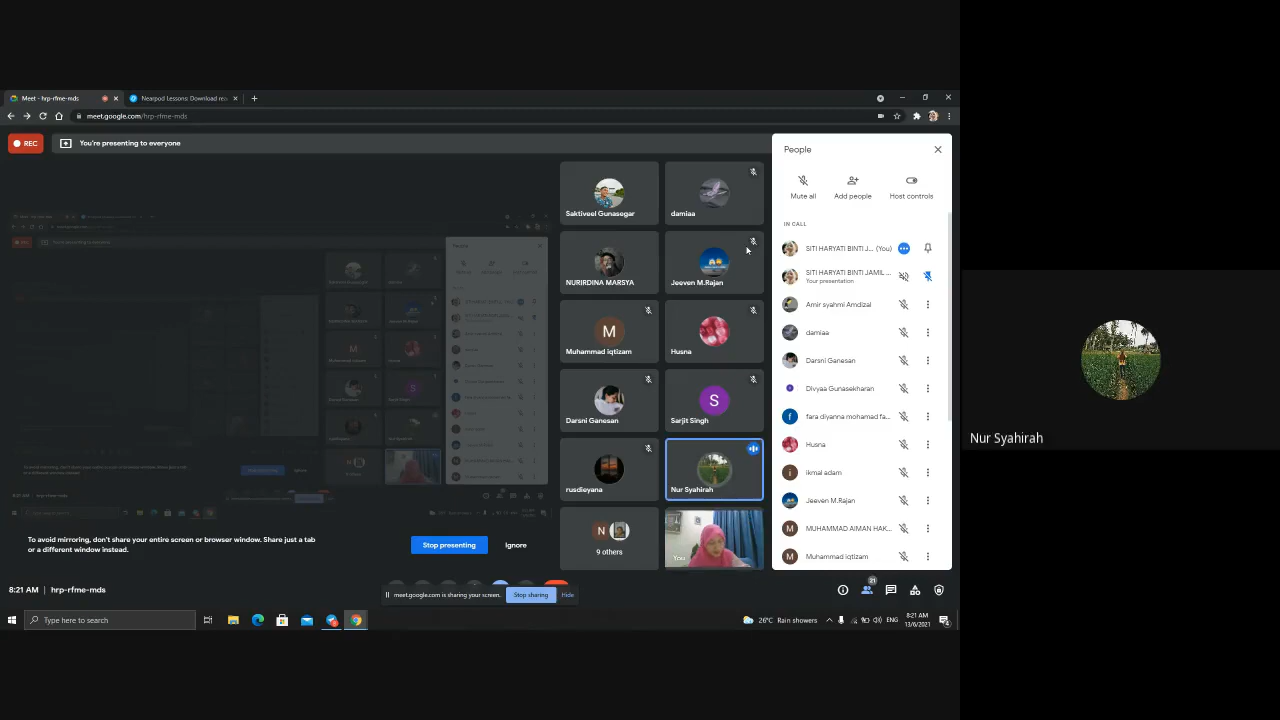 Meet - hrp-rfme-mds
Nearpod Lessons: Download rea
meet.google.com/hrp-rfme-mds
REC
You're presenting to everyone
Saktiveel Gunasegar
damiaa
NURIRDINA MARSYA
Jeeven M.Rajan
M
Muhammad iqtizam
Husna
Darsni Ganesan
S
Sarjit Singh
rusdieyana
Nur Syahirah
N
9 others
You
People
Mute all
Add people
Host controls
IN CALL
SITI HARYATI BINTI J... (You)
SITI HARYATI BINTI JAMIL ...
Your presentation
Amir syahmi Amdizal
damiaa
Darsni Ganesan
Divyaa Gunasekharan
f
fara diyanna mohamad fa...
Husna
i
ikmal adam
Jeeven M.Rajan
M
MUHAMMAD AIMAN HAK...
M
Muhammad iqtizam
To avoid mirroring, don't share your entire screen or browser window. Share just a tab
or a different window instead.
Stop presenting
Ignore
8:21 AM | hrp-rfme-mds
21
meet.google.com is sharing your screen.
Stop sharing
Hide
Type here to search
26°C Rain showers
ENG
8:21 AM
13/6/2021
Nur Syahirah